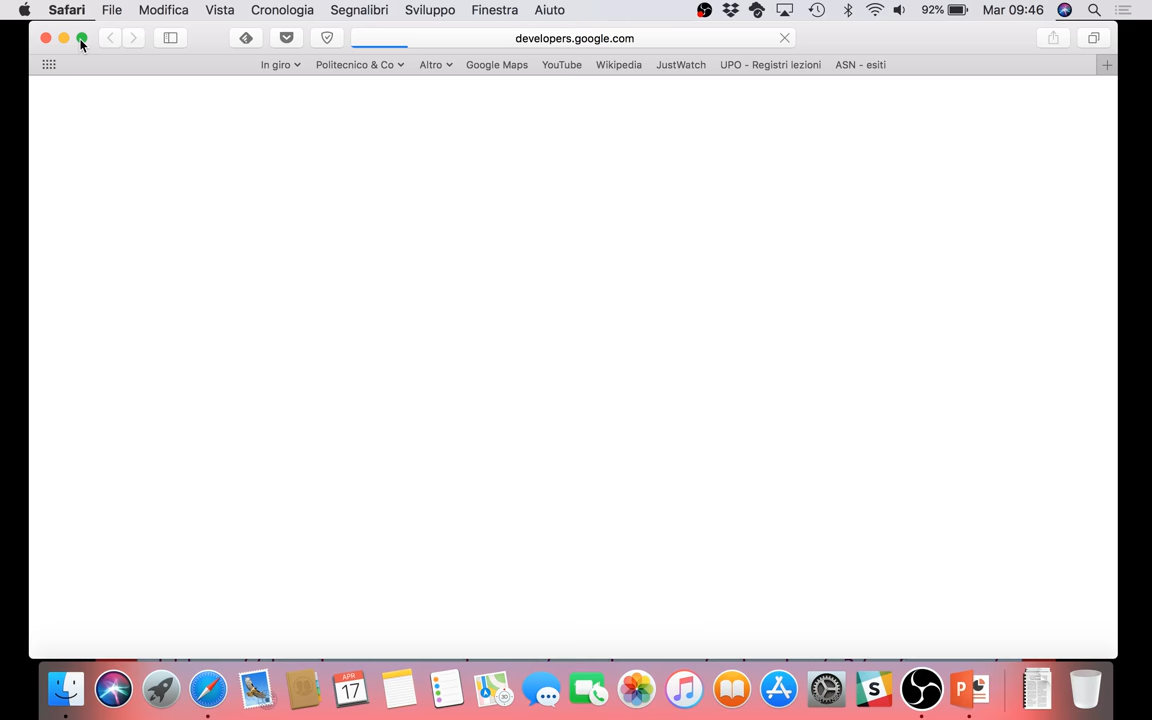 Safari File Modifica Vista Cronologia Segnalibri Sviluppo Finestra Aiuto 92% Mar 09:46
developers.google.com
In giro Politecnico & Co Altro Google Maps YouTube Wikipedia JustWatch UPO - Registri lezioni ASN - esiti
APR
17
3D
S
P